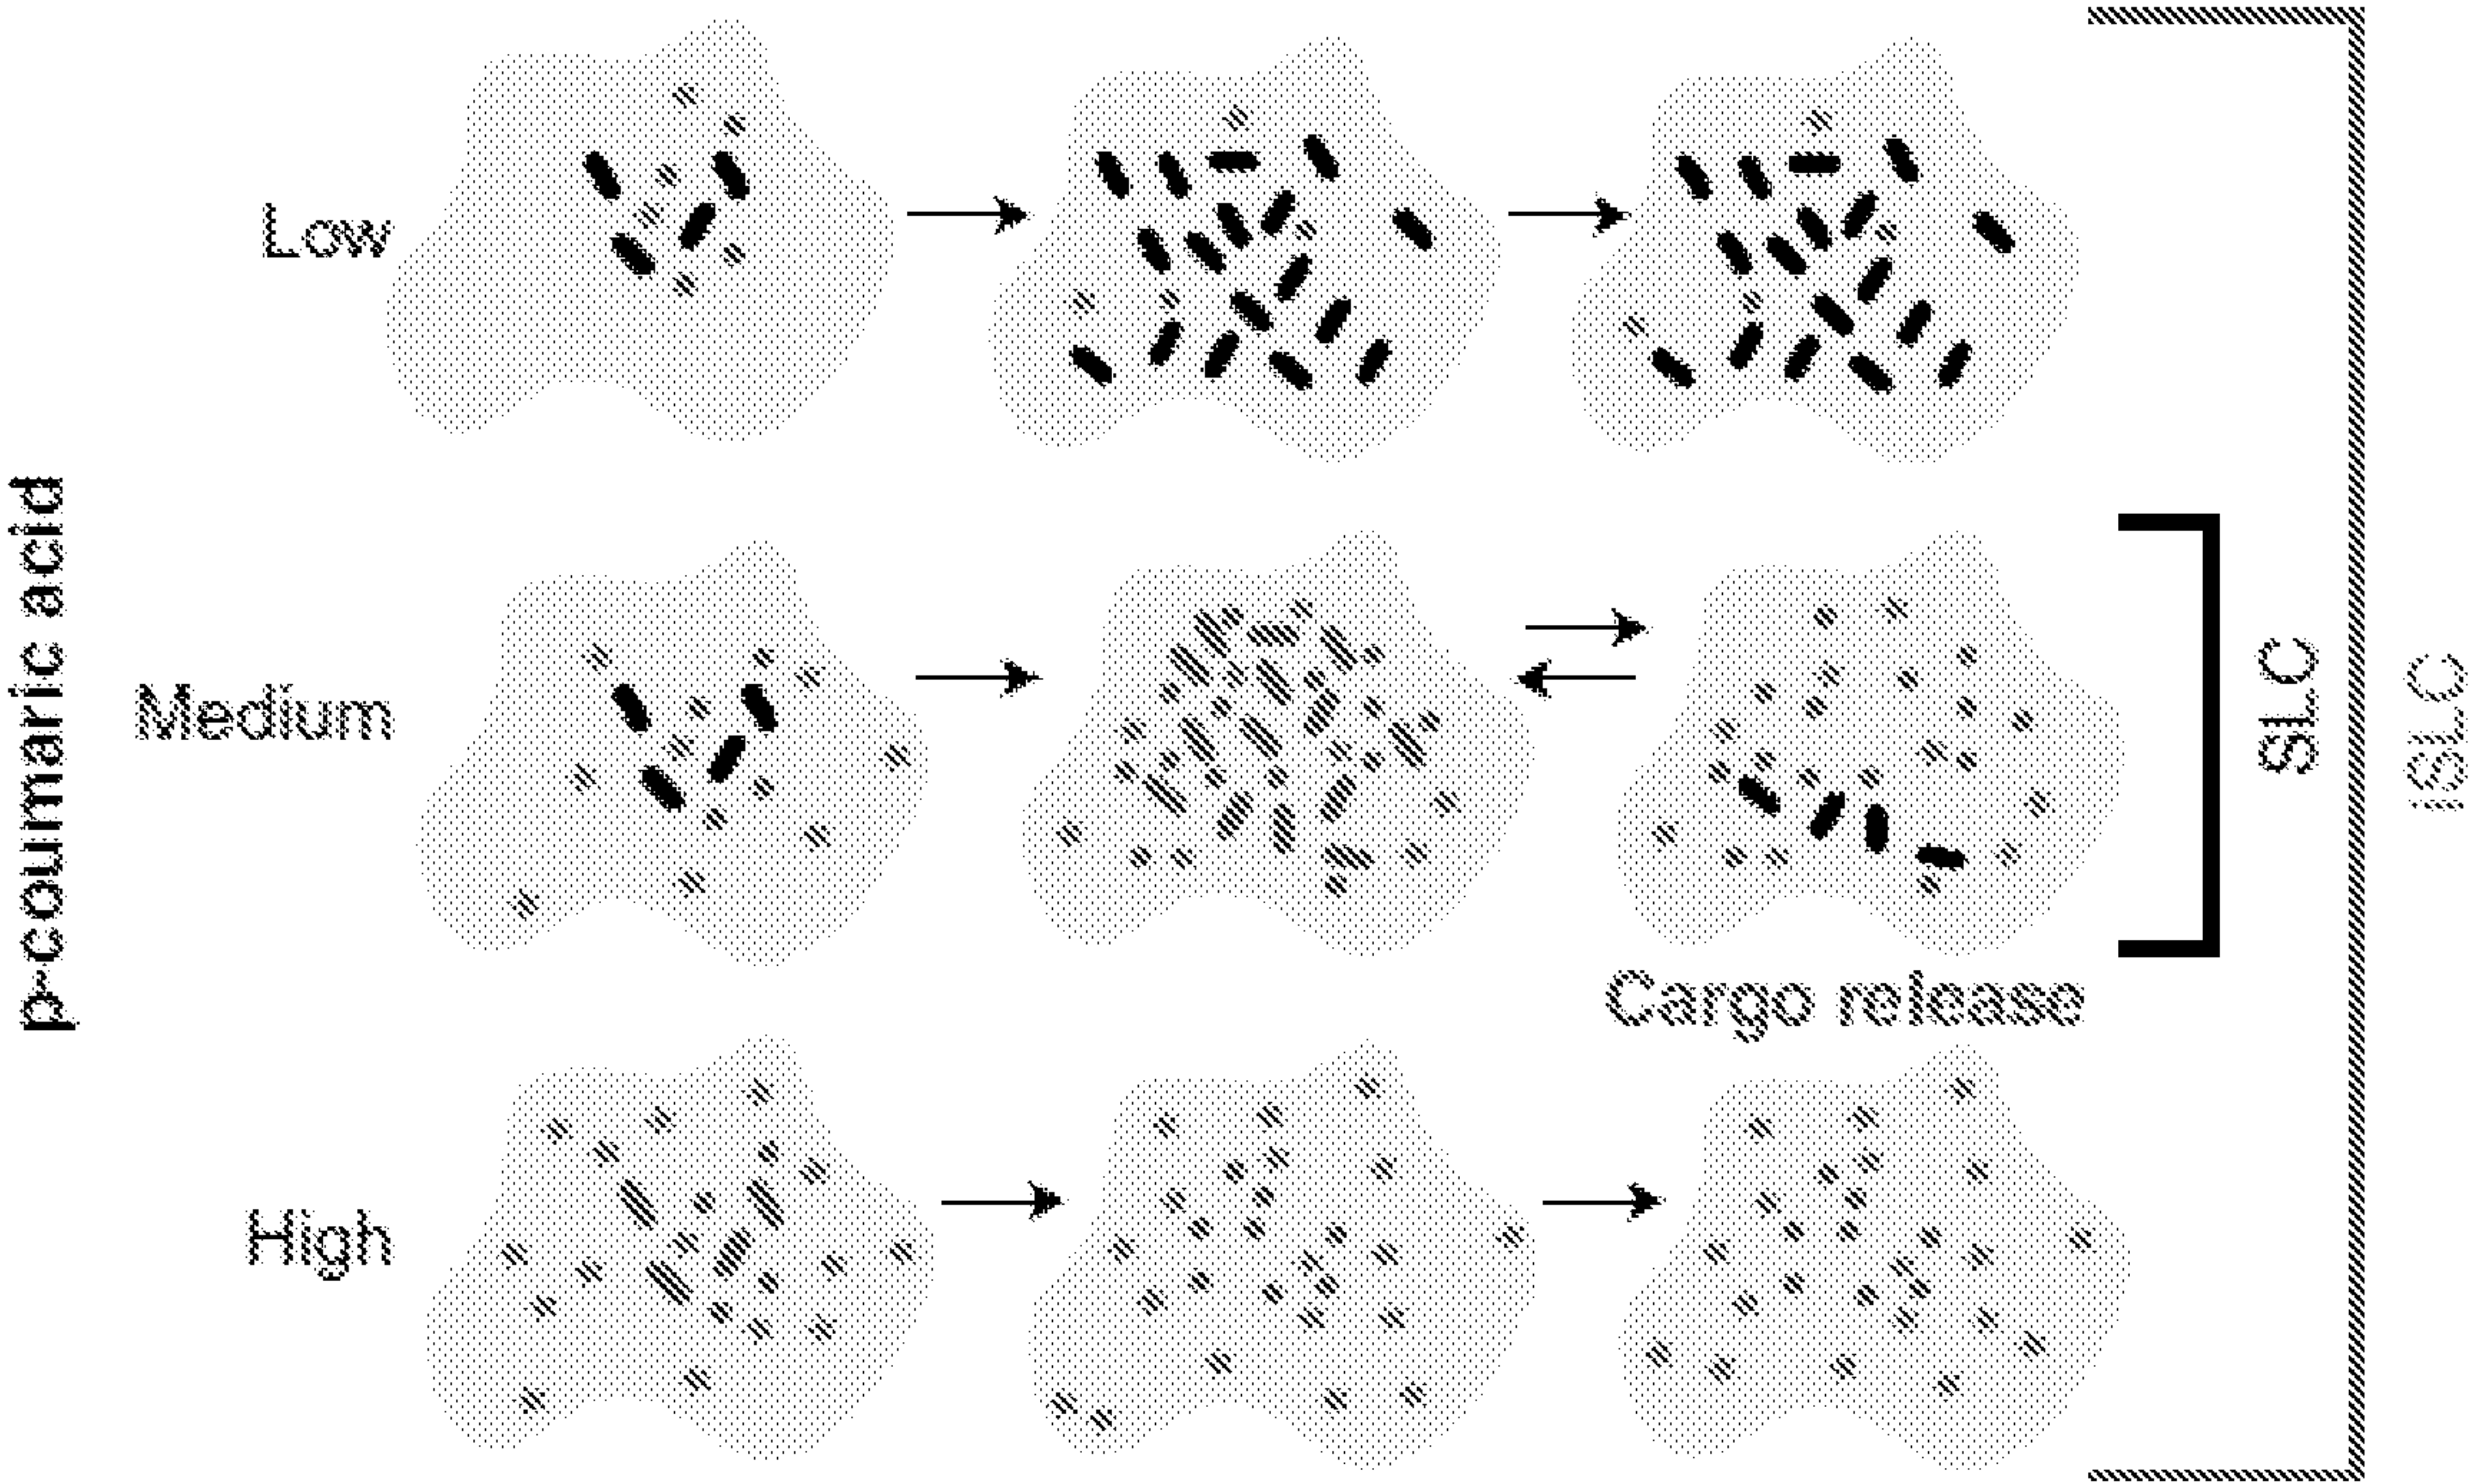 p-coumaric acid
Low
Medium
High
Cargo release
SLC
iSLC